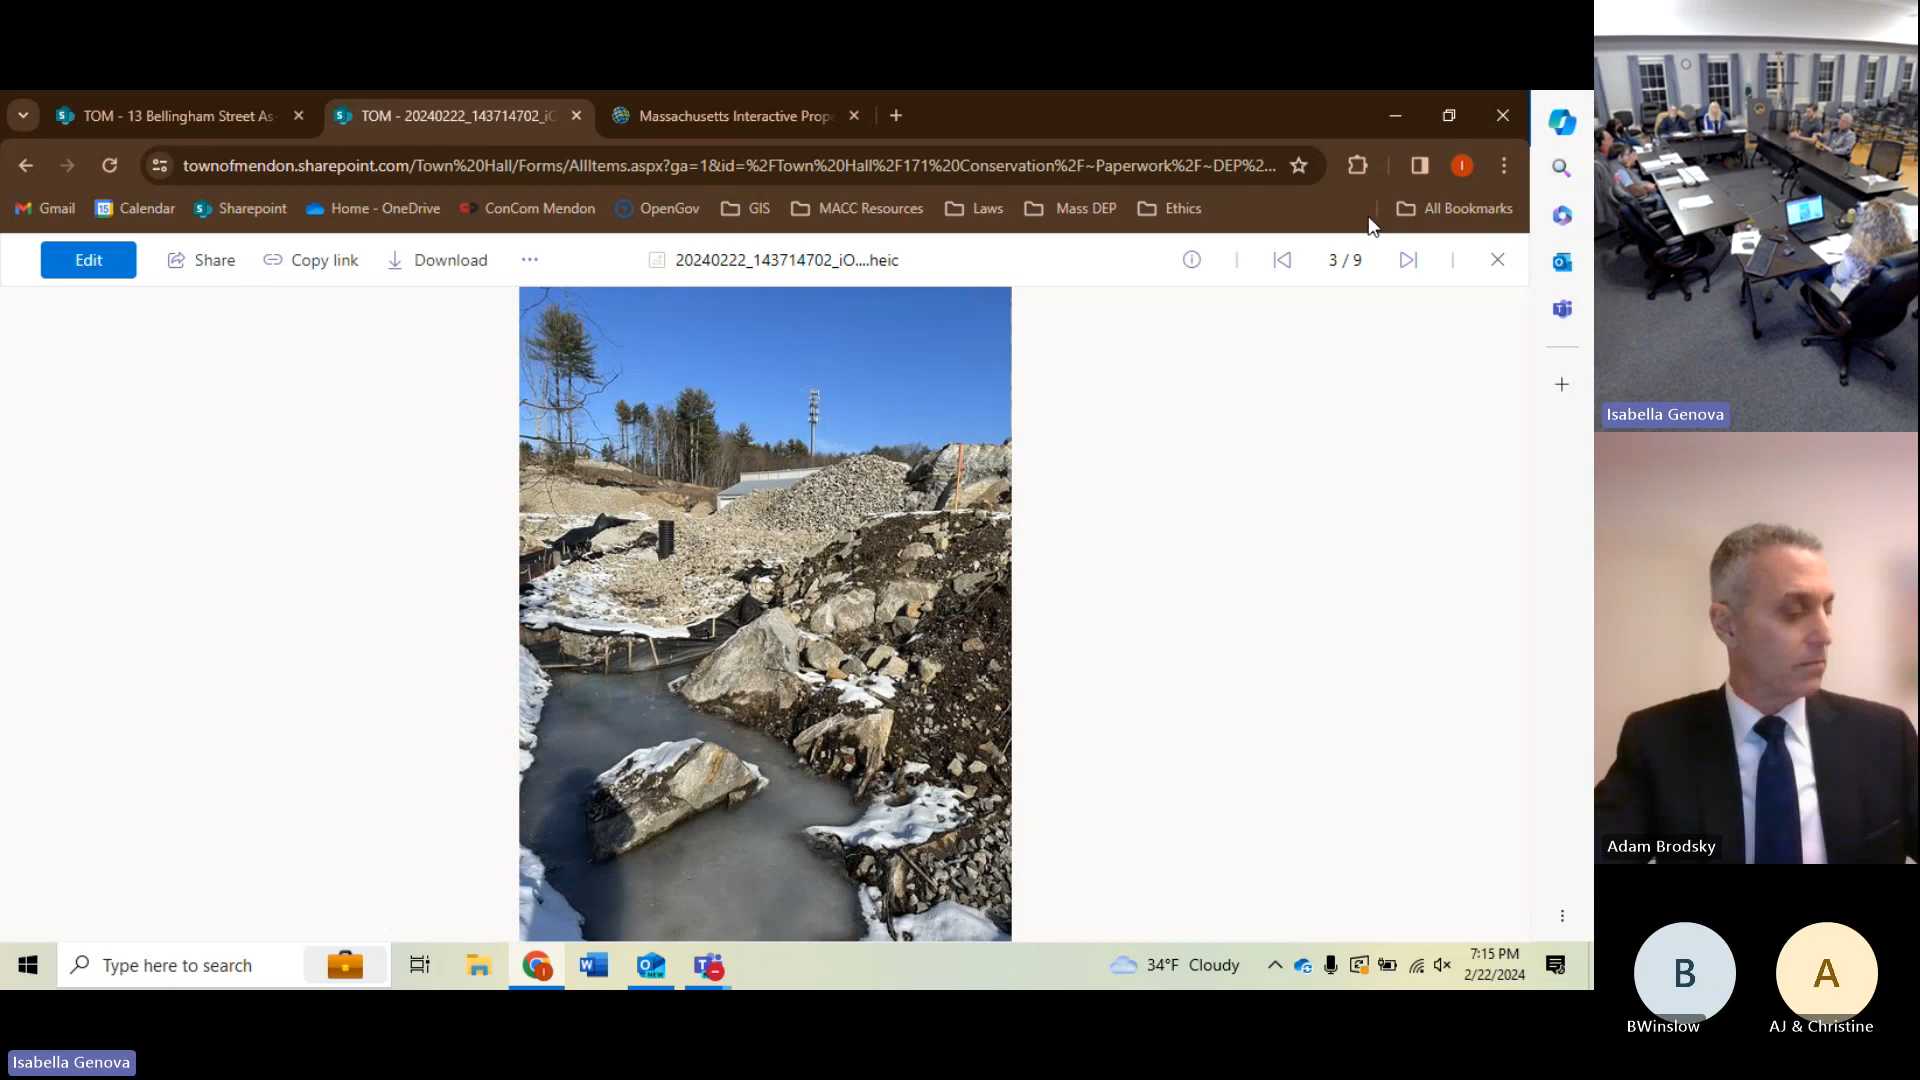 TOM - 13 Bellingham Street As
TOM - 20240222_143714702_iO
Massachusetts Interactive Prope
townofmendon.sharepoint.com/Town%20Hall/Forms/AllItems.aspx?ga=1&id=%2FTown%20Hall%2F171%20Conservation%2F~Paperwork%2F~DEP%2...
Gmail
15
Calendar
Sharepoint
Home - OneDrive
ConCom Mendon
OpenGov
GIS
MACC Resources
Laws
Mass DEP
Ethics
All Bookmarks
Edit
Share
Copy link
Download
20240222_143714702_iO....heic
3 / 9
Type here to search
34°F Cloudy
7:15 PM
2/22/2024
Isabella Genova
Adam Brodsky
B
BWinslow
A
AJ & Christine
Isabella Genova